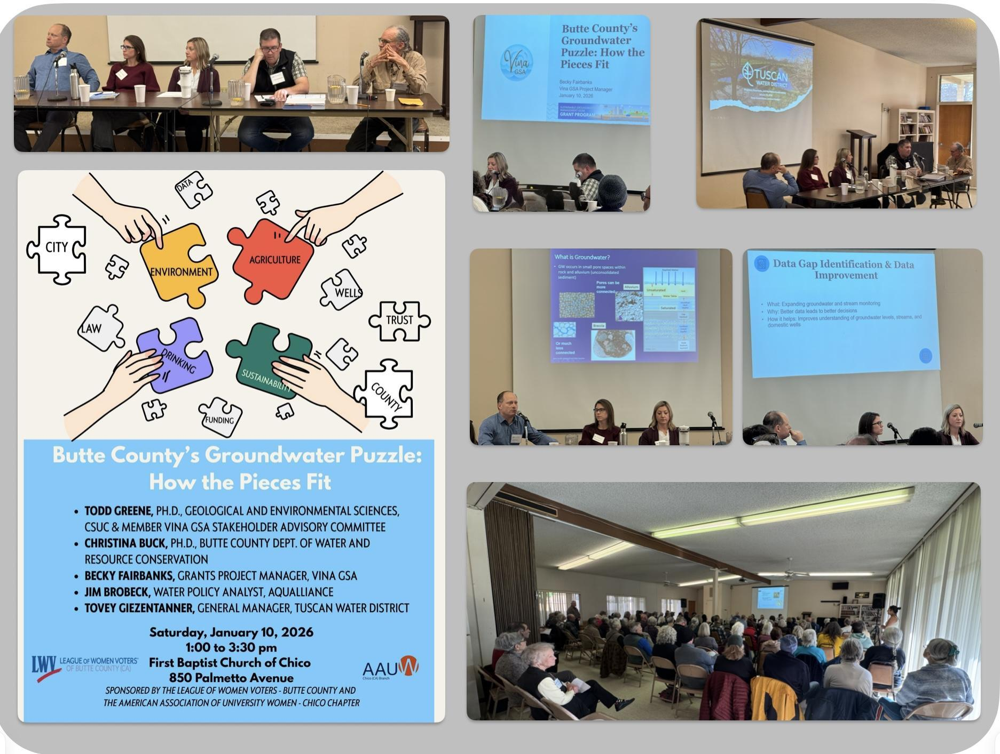 Butte County's
Groundwater
Puzzle: How the
Pieces Fit
Vina
GSA
Becky Fairbanks
Vina GSA Project Manager
January 10, 2026
SUSTAINABLE GROUNDWATER
MANAGEMENT (SGM)
GRANT PROGRAM
TUSCAN
WATER DISTRICT
DATA
CITY
ENVIRONMENT
AGRICULTURE
WELLS
LAW
TRUST
DRINKING
SUSTAINABILITY
COUNTY
FUNDING
Butte County's Groundwater Puzzle:
How the Pieces Fit
• TODD GREENE, PH.D., GEOLOGICAL AND ENVIRONMENTAL SCIENCES,
CSUC & MEMBER VINA GSA STAKEHOLDER ADVISORY COMMITTEE
• CHRISTINA BUCK, PH.D., BUTTE COUNTY DEPT. OF WATER AND
RESOURCE CONSERVATION
• BECKY FAIRBANKS, GRANTS PROJECT MANAGER, VINA GSA
• JIM BROBECK, WATER POLICY ANALYST, AQUALLIANCE
• TOVEY GIEZENTANNER, GENERAL MANAGER, TUSCAN WATER DISTRICT
Saturday, January 10, 2026
1:00 to 3:30 pm
First Baptist Church of Chico
850 Palmetto Avenue
LWV LEAGUE OF WOMEN VOTERS®
OF BUTTE COUNTY (CA)
AAUW
Chico (CA) Branch
SPONSORED BY THE LEAGUE OF WOMEN VOTERS - BUTTE COUNTY AND
THE AMERICAN ASSOCIATION OF UNIVERSITY WOMEN - CHICO CHAPTER
What is Groundwater?
• GW occurs in small pore spaces within
rock and alluvium (unconsolidated
sediment)
Pores can be
more
connected
Alluvium
Breccia
Or much
less
connected
Applied Water
Unsaturated
Water Table
Saturated
Data Gap Identification & Data
Improvement
• What: Expanding groundwater and stream monitoring
• Why: Better data leads to better decisions
• How it helps: Improves understanding of groundwater levels, streams, and
domestic wells